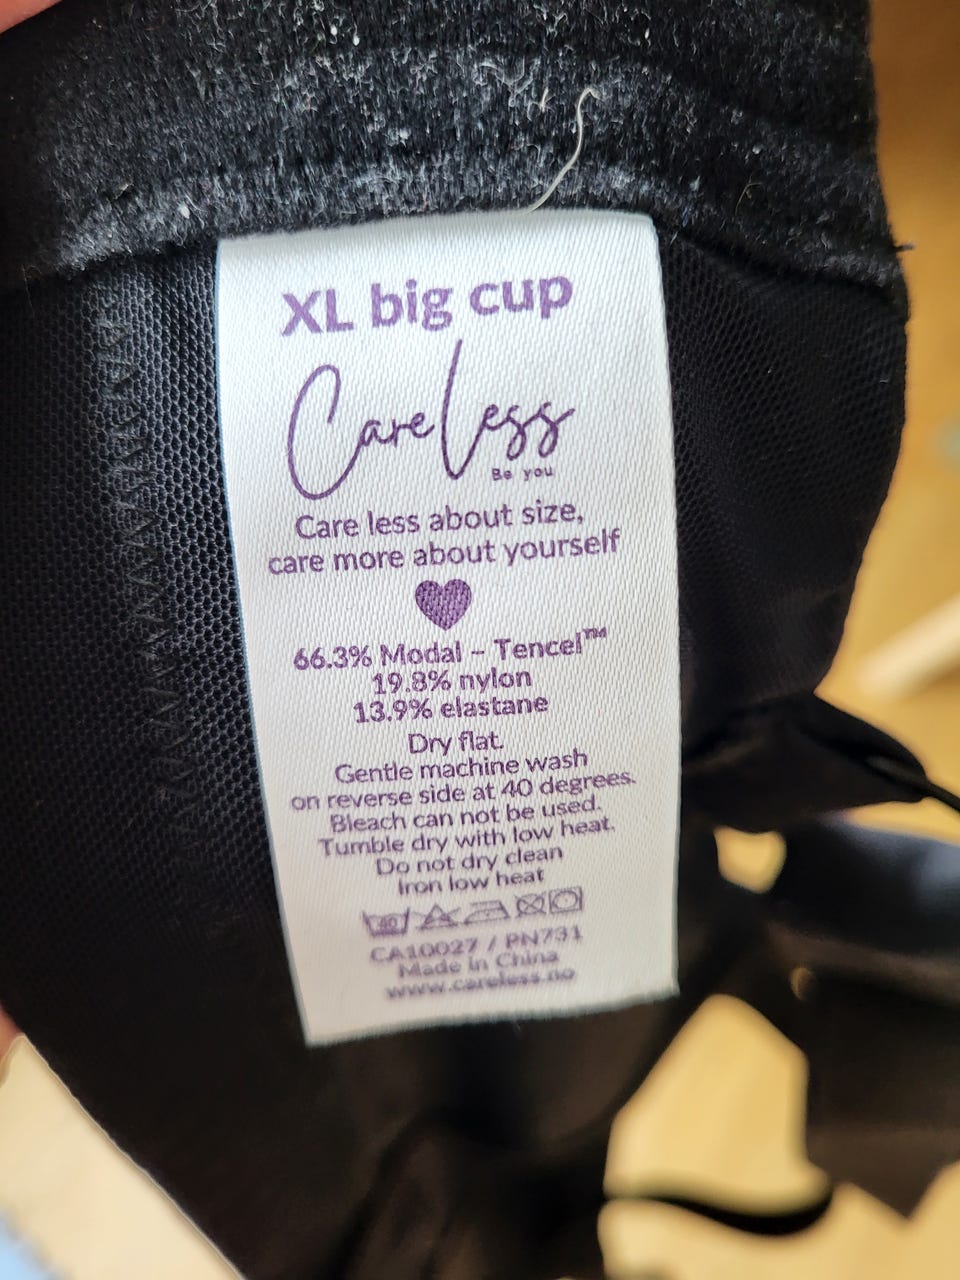 XL big cup
CareLess
Be you
Care less about size,
care more about yourself
66.3% Modal – Tencel™
19.8% nylon
13.9% elastane
Dry flat.
Gentle machine wash
on reverse side at 40 degrees.
Bleach can not be used.
Tumble dry with low heat.
Do not dry clean
Iron low heat
40
CA10027 / PN731
Made in China
www.careless.no